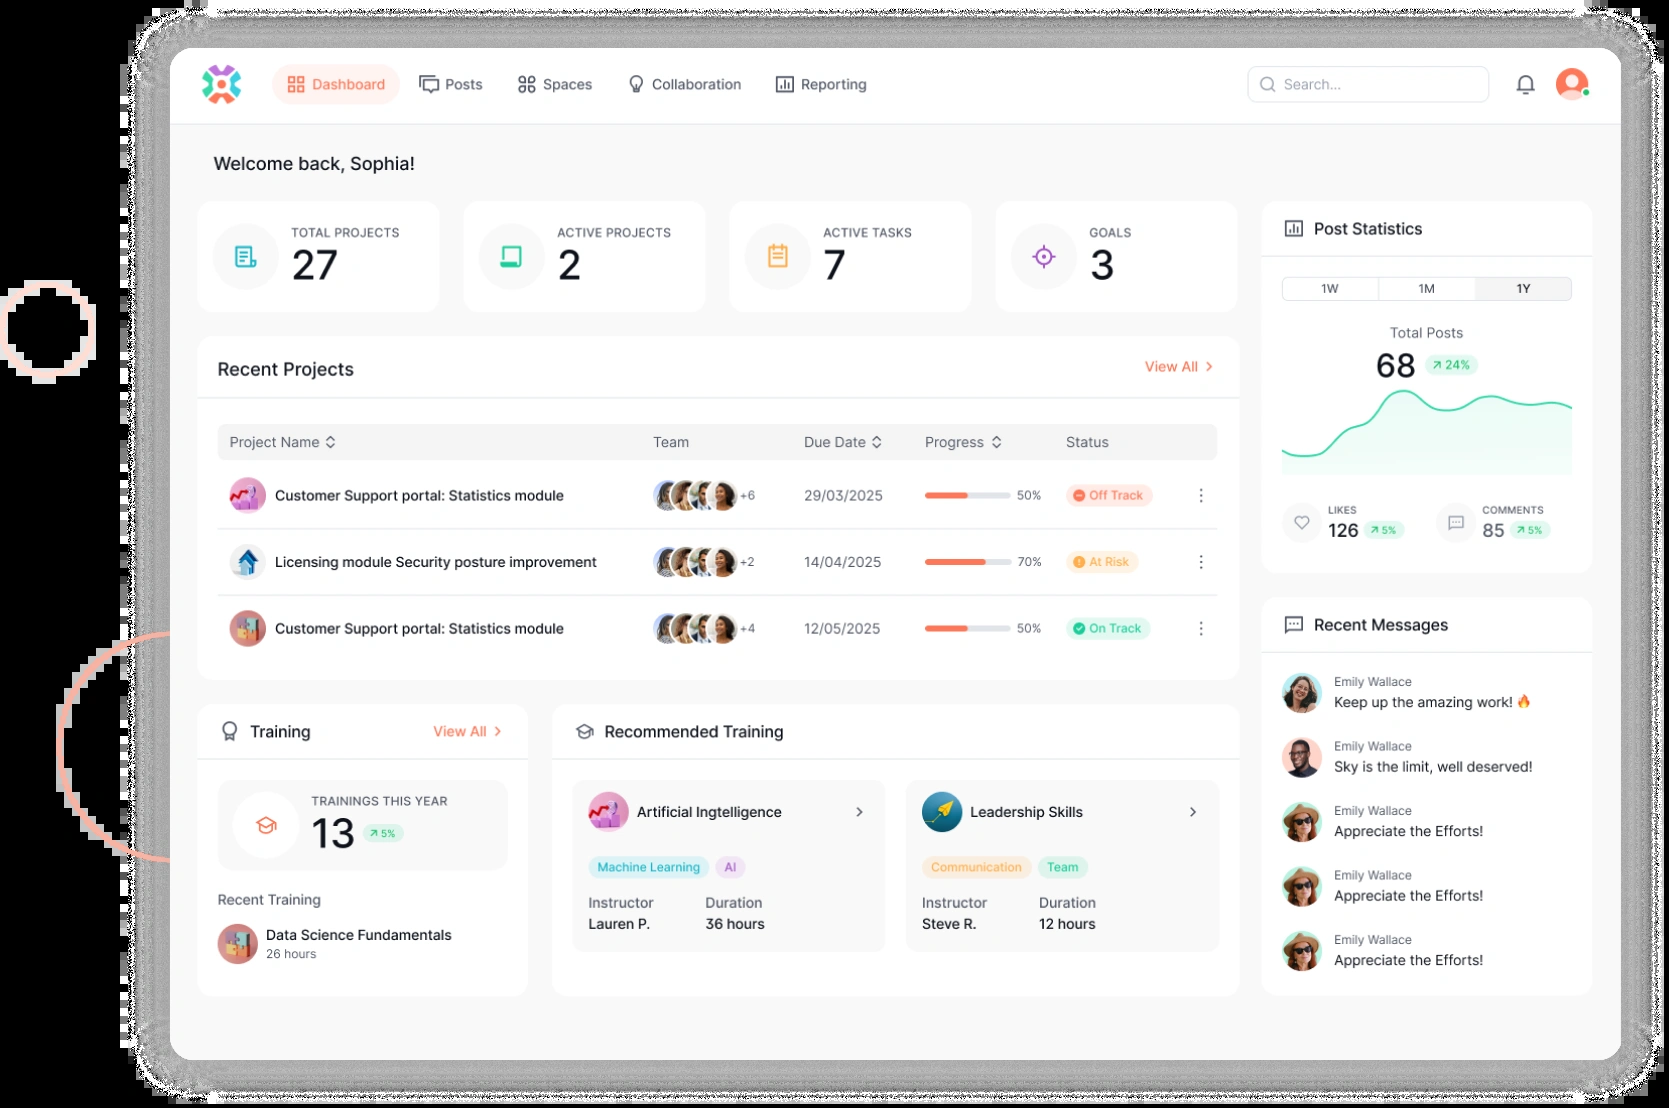 Dashboard
Posts
Spaces
Collaboration
Reporting
Search...
Welcome back, Sophia!
TOTAL PROJECTS
27
ACTIVE PROJECTS
2
ACTIVE TASKS
7
GOALS
3
Recent Projects
View All
Project Name Team Due Date Progress Status
Customer Support portal: Statistics module +6 29/03/2025 50% Off Track
Licensing module Security posture improvement +2 14/04/2025 70% At Risk
Customer Support portal: Statistics module +4 12/05/2025 50% On Track
Training
View All
TRAININGS THIS YEAR
13 5%
Recent Training
Data Science Fundamentals
26 hours
Recommended Training
Artificial Ingtelligence
Machine Learning AI
Instructor Duration
Lauren P. 36 hours
Leadership Skills
Communication Team
Instructor Duration
Steve R. 12 hours
Post Statistics
1W 1M 1Y
Total Posts
68 24%
LIKES
126 5%
COMMENTS
85 5%
Recent Messages
Emily Wallace
Keep up the amazing work! 🔥
Emily Wallace
Sky is the limit, well deserved!
Emily Wallace
Appreciate the Efforts!
Emily Wallace
Appreciate the Efforts!
Emily Wallace
Appreciate the Efforts!